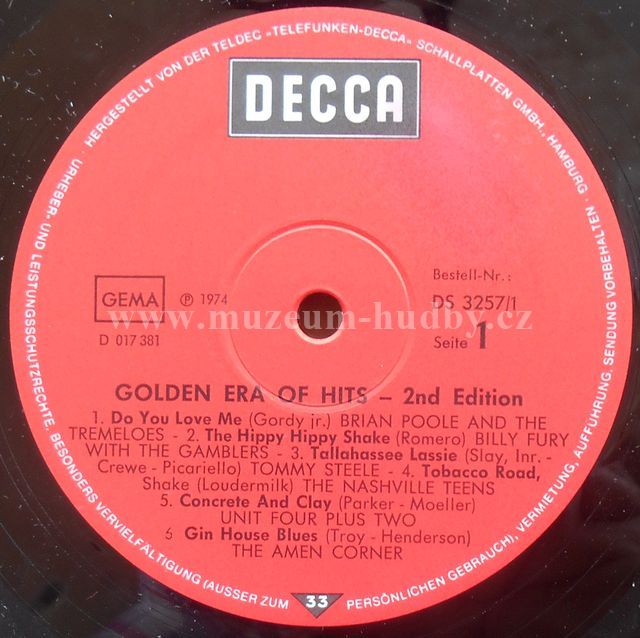 URHEBER- UND LEISTUNGSSCHUTZRECHTE, BESONDERS VERVIELFÄLTIGUNG (AUSSER ZUM PERSÖNLICHEN GEBRAUCH), VERMIETUNG, AUFFÜHRUNG, SENDUNG VORBEHALTEN · HERGESTELLT VON DER TELDEC »TELEFUNKEN-DECCA« SCHALLPLATTEN GMBH., HAMBURG ·
DECCA
Bestell-Nr.:
GEMA ℗ 1974 DS 3257/1
www.muzeum-hudby.cz
D 017 381 Seite 1
GOLDEN ERA OF HITS – 2nd Edition
1. Do You Love Me (Gordy jr.) BRIAN POOLE AND THE
TREMELOES - 2. The Hippy Hippy Shake (Romero) BILLY FURY
WITH THE GAMBLERS - 3. Tallahassee Lassie (Slay, Inr. -
Crewe - Picariello) TOMMY STEELE - 4. Tobacco Road,
Shake (Loudermilk) THE NASHVILLE TEENS
5. Concrete And Clay (Parker - Moeller)
UNIT FOUR PLUS TWO
6 Gin House Blues (Troy - Henderson)
THE AMEN CORNER
33